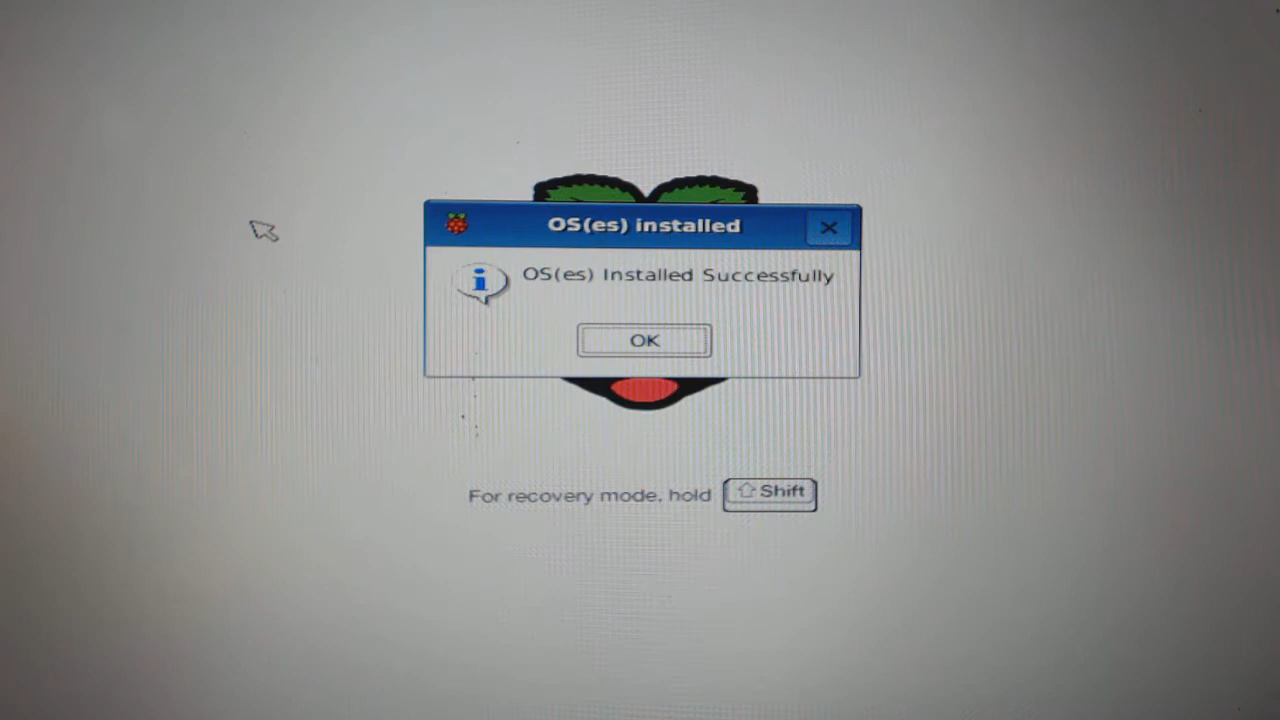 OS(es) installed
OS(es) Installed Successfully
OK
For recovery mode, hold Shift